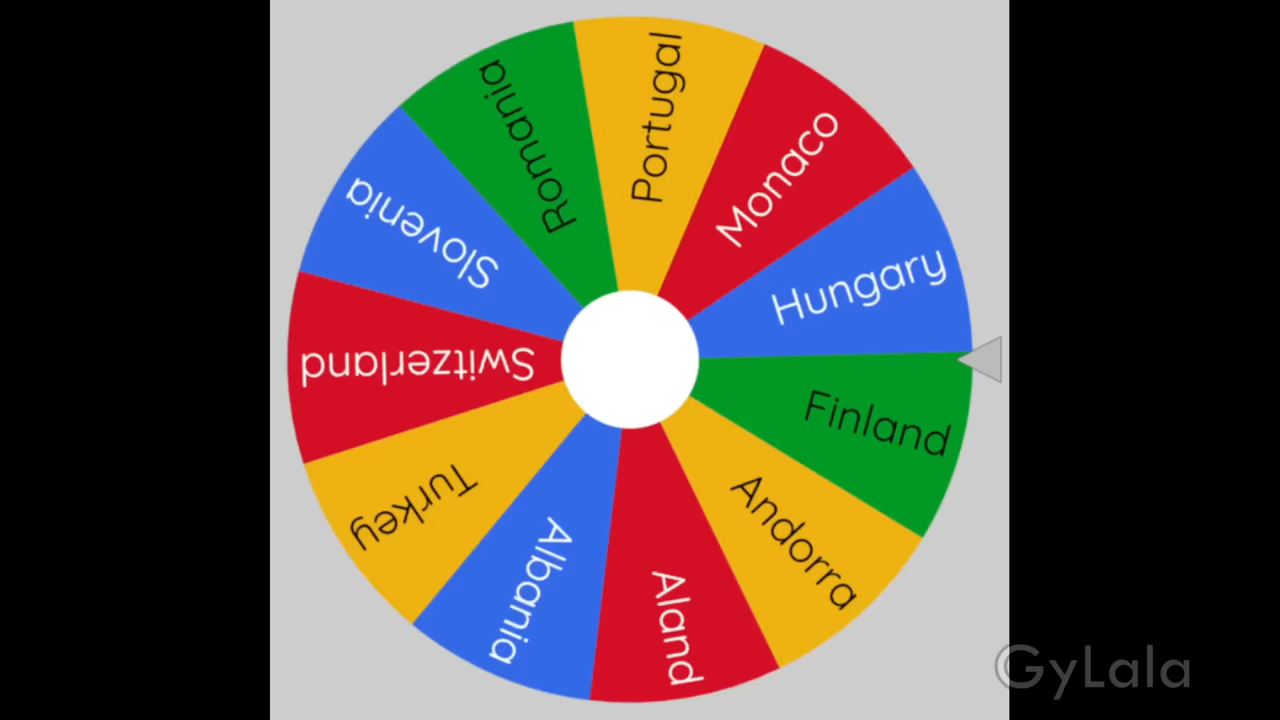 Portugal
Monaco
Hungary
Finland
Andorra
Aland
Albania
Turkey
Switzerland
Slovenia
Romania
GyLala